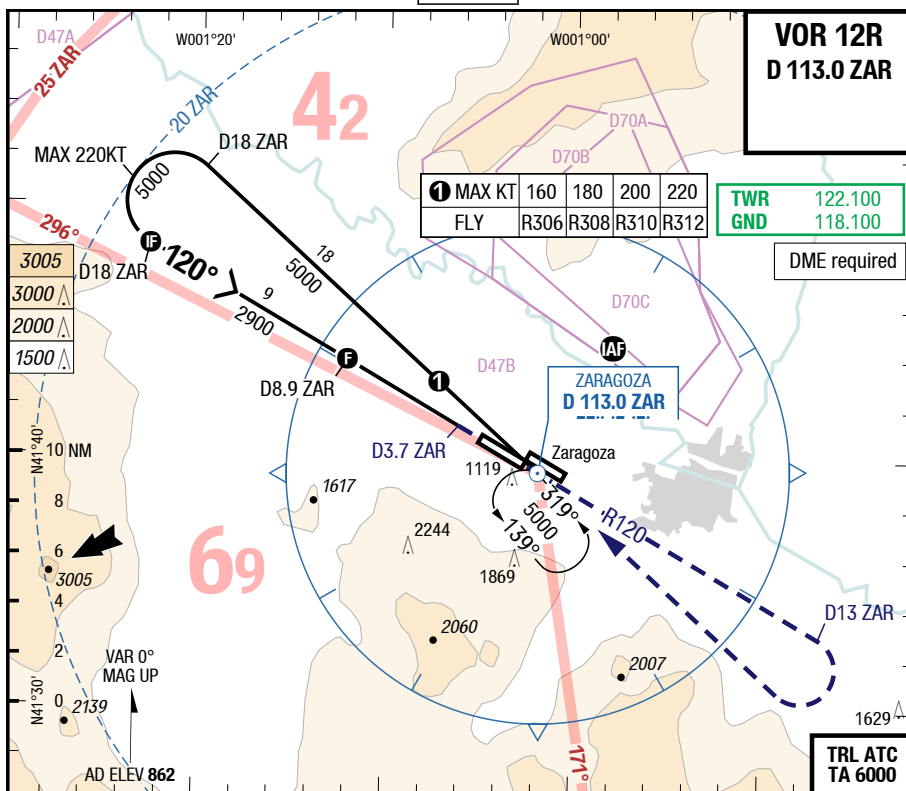 D47A
W001°20'
W001°00'
VOR 12R
D 113.0 ZAR
25 ZAR
20 ZAR
42
D70A
D70B
MAX 220KT
D18 ZAR
5000
1 MAX KT 160 180 200 220
FLY R306 R308 R310 R312
TWR 122.100
GND 118.100
DME required
296°
IF
D18 ZAR
120°
18
5000
9
2900
3005
3000
2000
1500
D70C
IAF
F
D8.9 ZAR
D47B
1
ZARAGOZA
D 113.0 ZAR
N41°40'
10 NM
D3.7 ZAR
Zaragoza
1119
8
1617
319°
5000
139°
R120
6
2244
69
1869
3005
4
D13 ZAR
2060
2
VAR 0°
MAG UP
2007
N41°30'
0
2139
1629
171°
AD ELEV 862
TRL ATC
TA 6000